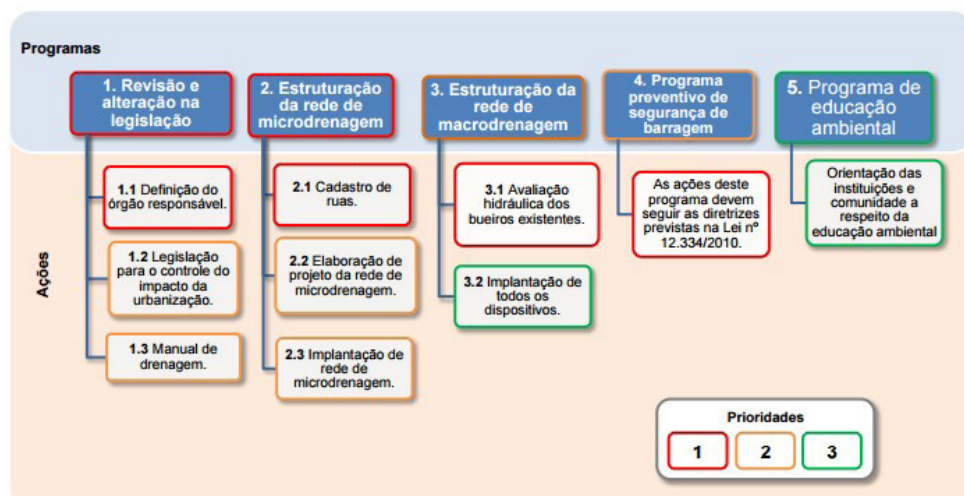 Programas
1. Revisão e
alteração na
legislação
2. Estruturação
da rede de
microdrenagem
3. Estruturação da
rede de
macrodrenagem
4. Programa
preventivo de
segurança de
barragem
5. Programa de
educação
ambiental
Ações
1.1 Definição do
órgão responsável.
1.2 Legislação
para o controle do
impacto da
urbanização.
1.3 Manual de
drenagem.
2.1 Cadastro de
ruas.
2.2 Elaboração de
projeto da rede de
microdrenagem.
2.3 Implantação de
rede de
microdrenagem.
3.1 Avaliação
hidráulica dos
bueiros existentes.
3.2 Implantação de
todos os
dispositivos.
As ações deste
programa devem
seguir as diretrizes
previstas na Lei nº
12.334/2010.
Orientação das
instituições e
comunidade a
respeito da
educação ambiental
Prioridades
1 2 3